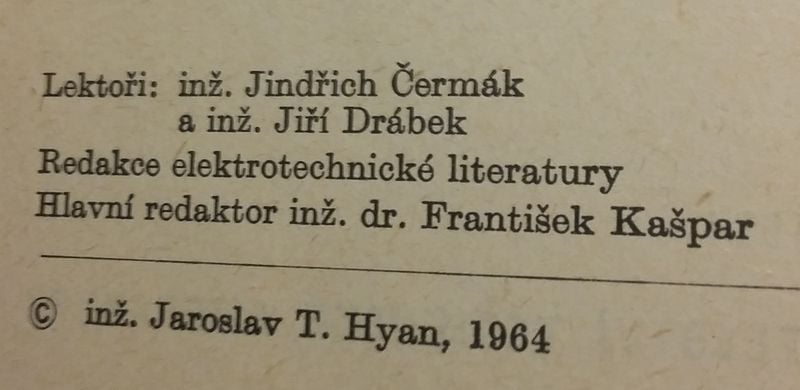 Lektoři: inž. Jindřich Čermák
a inž. Jiří Drábek
Redakce elektrotechnické literatury
Hlavní redaktor inž. dr. František Kašpar
© inž. Jaroslav T. Hyan, 1964